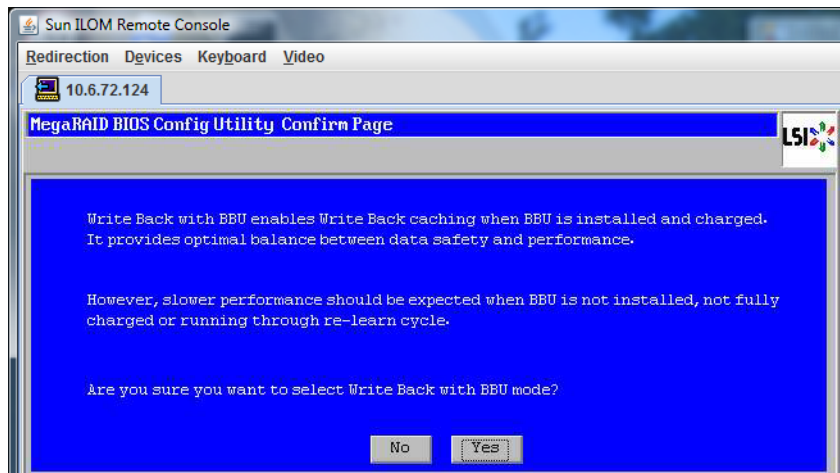 Sun ILOM Remote Console
Redirection Devices Keyboard Video
10.6.72.124
MegaRAID BIOS Config Utility Confirm Page
LSI
Write Back with BBU enables Write Back caching when BBU is installed and charged.
It provides optimal balance between data safety and performance.
However, slower performance should be expected when BBU is not installed, not fully
charged or running through re-learn cycle.
Are you sure you want to select Write Back with BBU mode?
No Yes